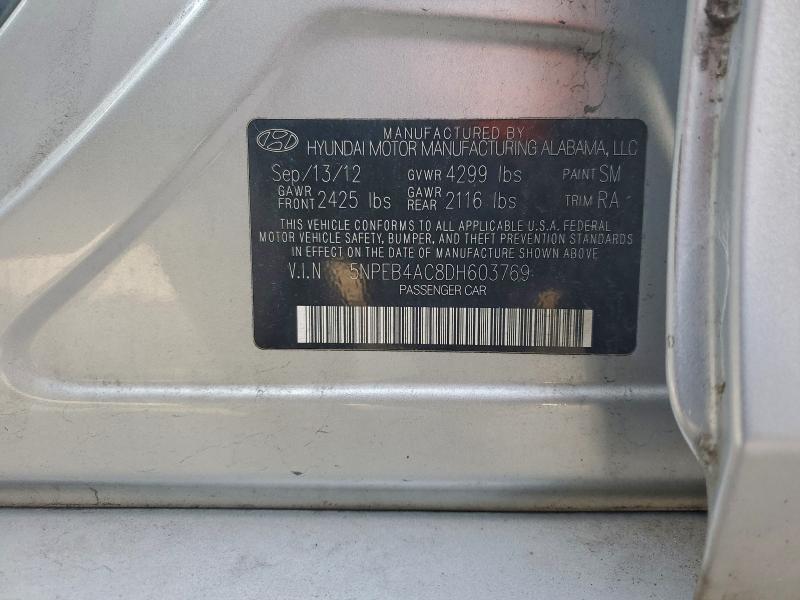 MANUFACTURED BY
HYUNDAI MOTOR MANUFACTURING ALABAMA, LLC
Sep/13/12 GVWR 4299 lbs PAINT SM
GAWR FRONT 2425 lbs GAWR REAR 2116 lbs TRIM RA
THIS VEHICLE CONFORMS TO ALL APPLICABLE U.S.A. FEDERAL
MOTOR VEHICLE SAFETY, BUMPER, AND THEFT PREVENTION STANDARDS
IN EFFECT ON THE DATE OF MANUFACTURE SHOWN ABOVE.
V.I.N 5NPEB4AC8DH603769
PASSENGER CAR